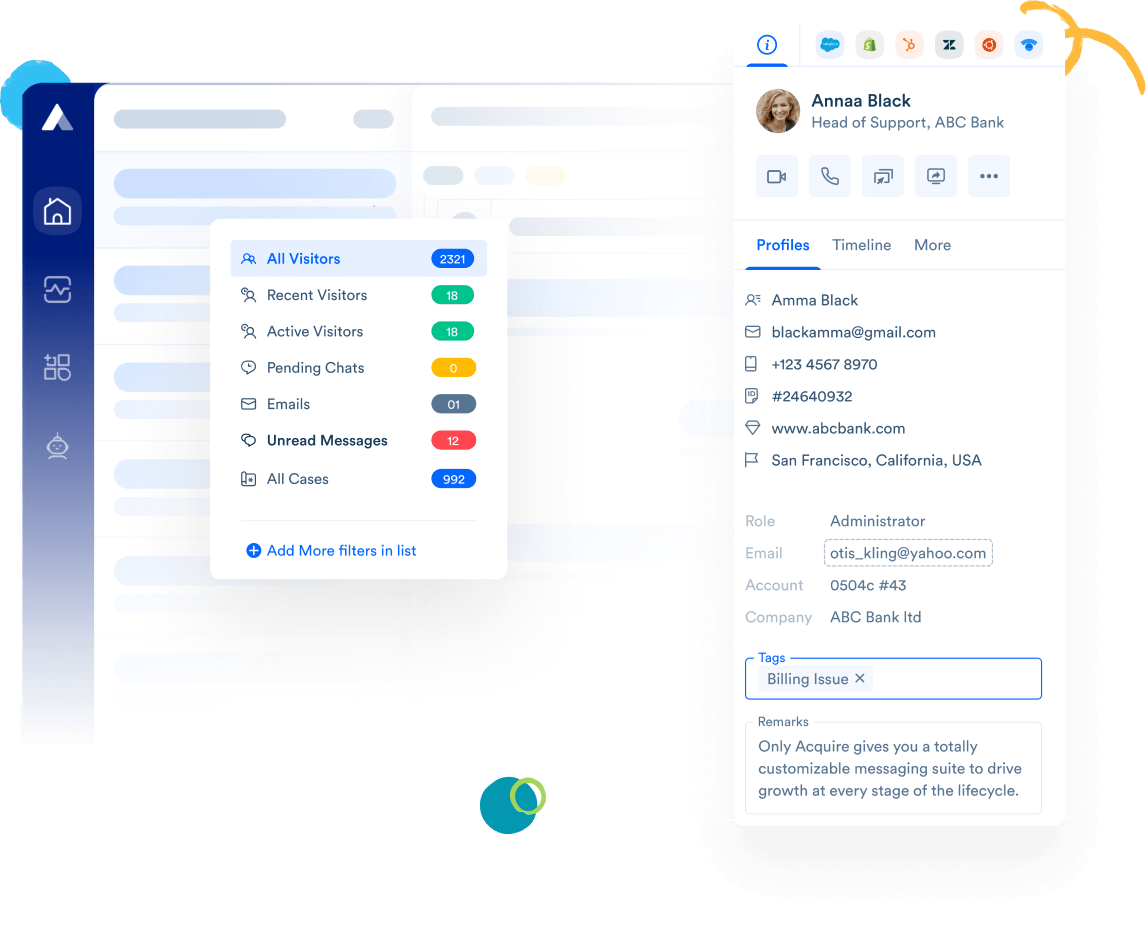 All Visitors 2321
Recent Visitors 18
Active Visitors 18
Pending Chats 0
Emails 01
Unread Messages 12
All Cases 992
Add More filters in list
Annaa Black
Head of Support, ABC Bank
Profiles Timeline More
Amma Black
blackamma@gmail.com
+123 4567 8970
#24640932
www.abcbank.com
San Francisco, California, USA
Role Administrator
Email otis_kling@yahoo.com
Account 0504c #43
Company ABC Bank ltd
Tags
Billing Issue ✕
Remarks
Only Acquire gives you a totally
customizable messaging suite to drive
growth at every stage of the lifecycle.